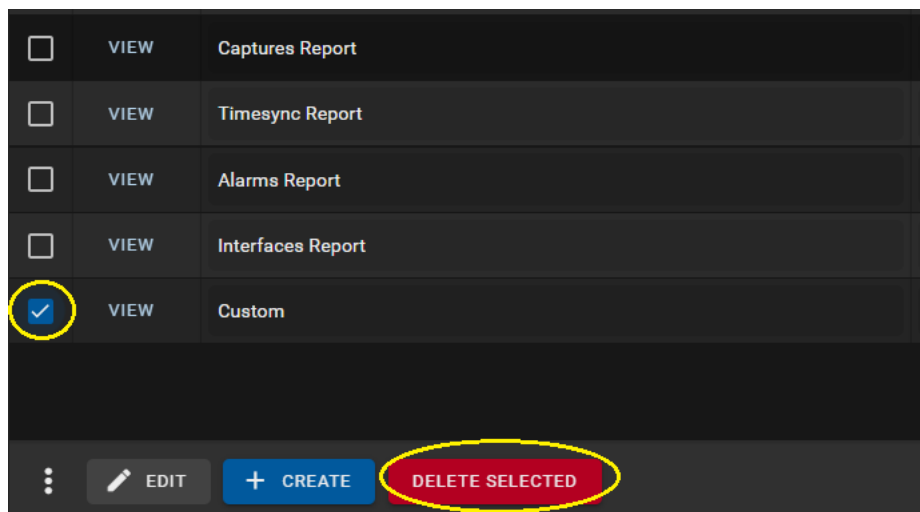 VIEW Captures Report
VIEW Timesync Report
VIEW Alarms Report
VIEW Interfaces Report
VIEW Custom
EDIT + CREATE DELETE SELECTED